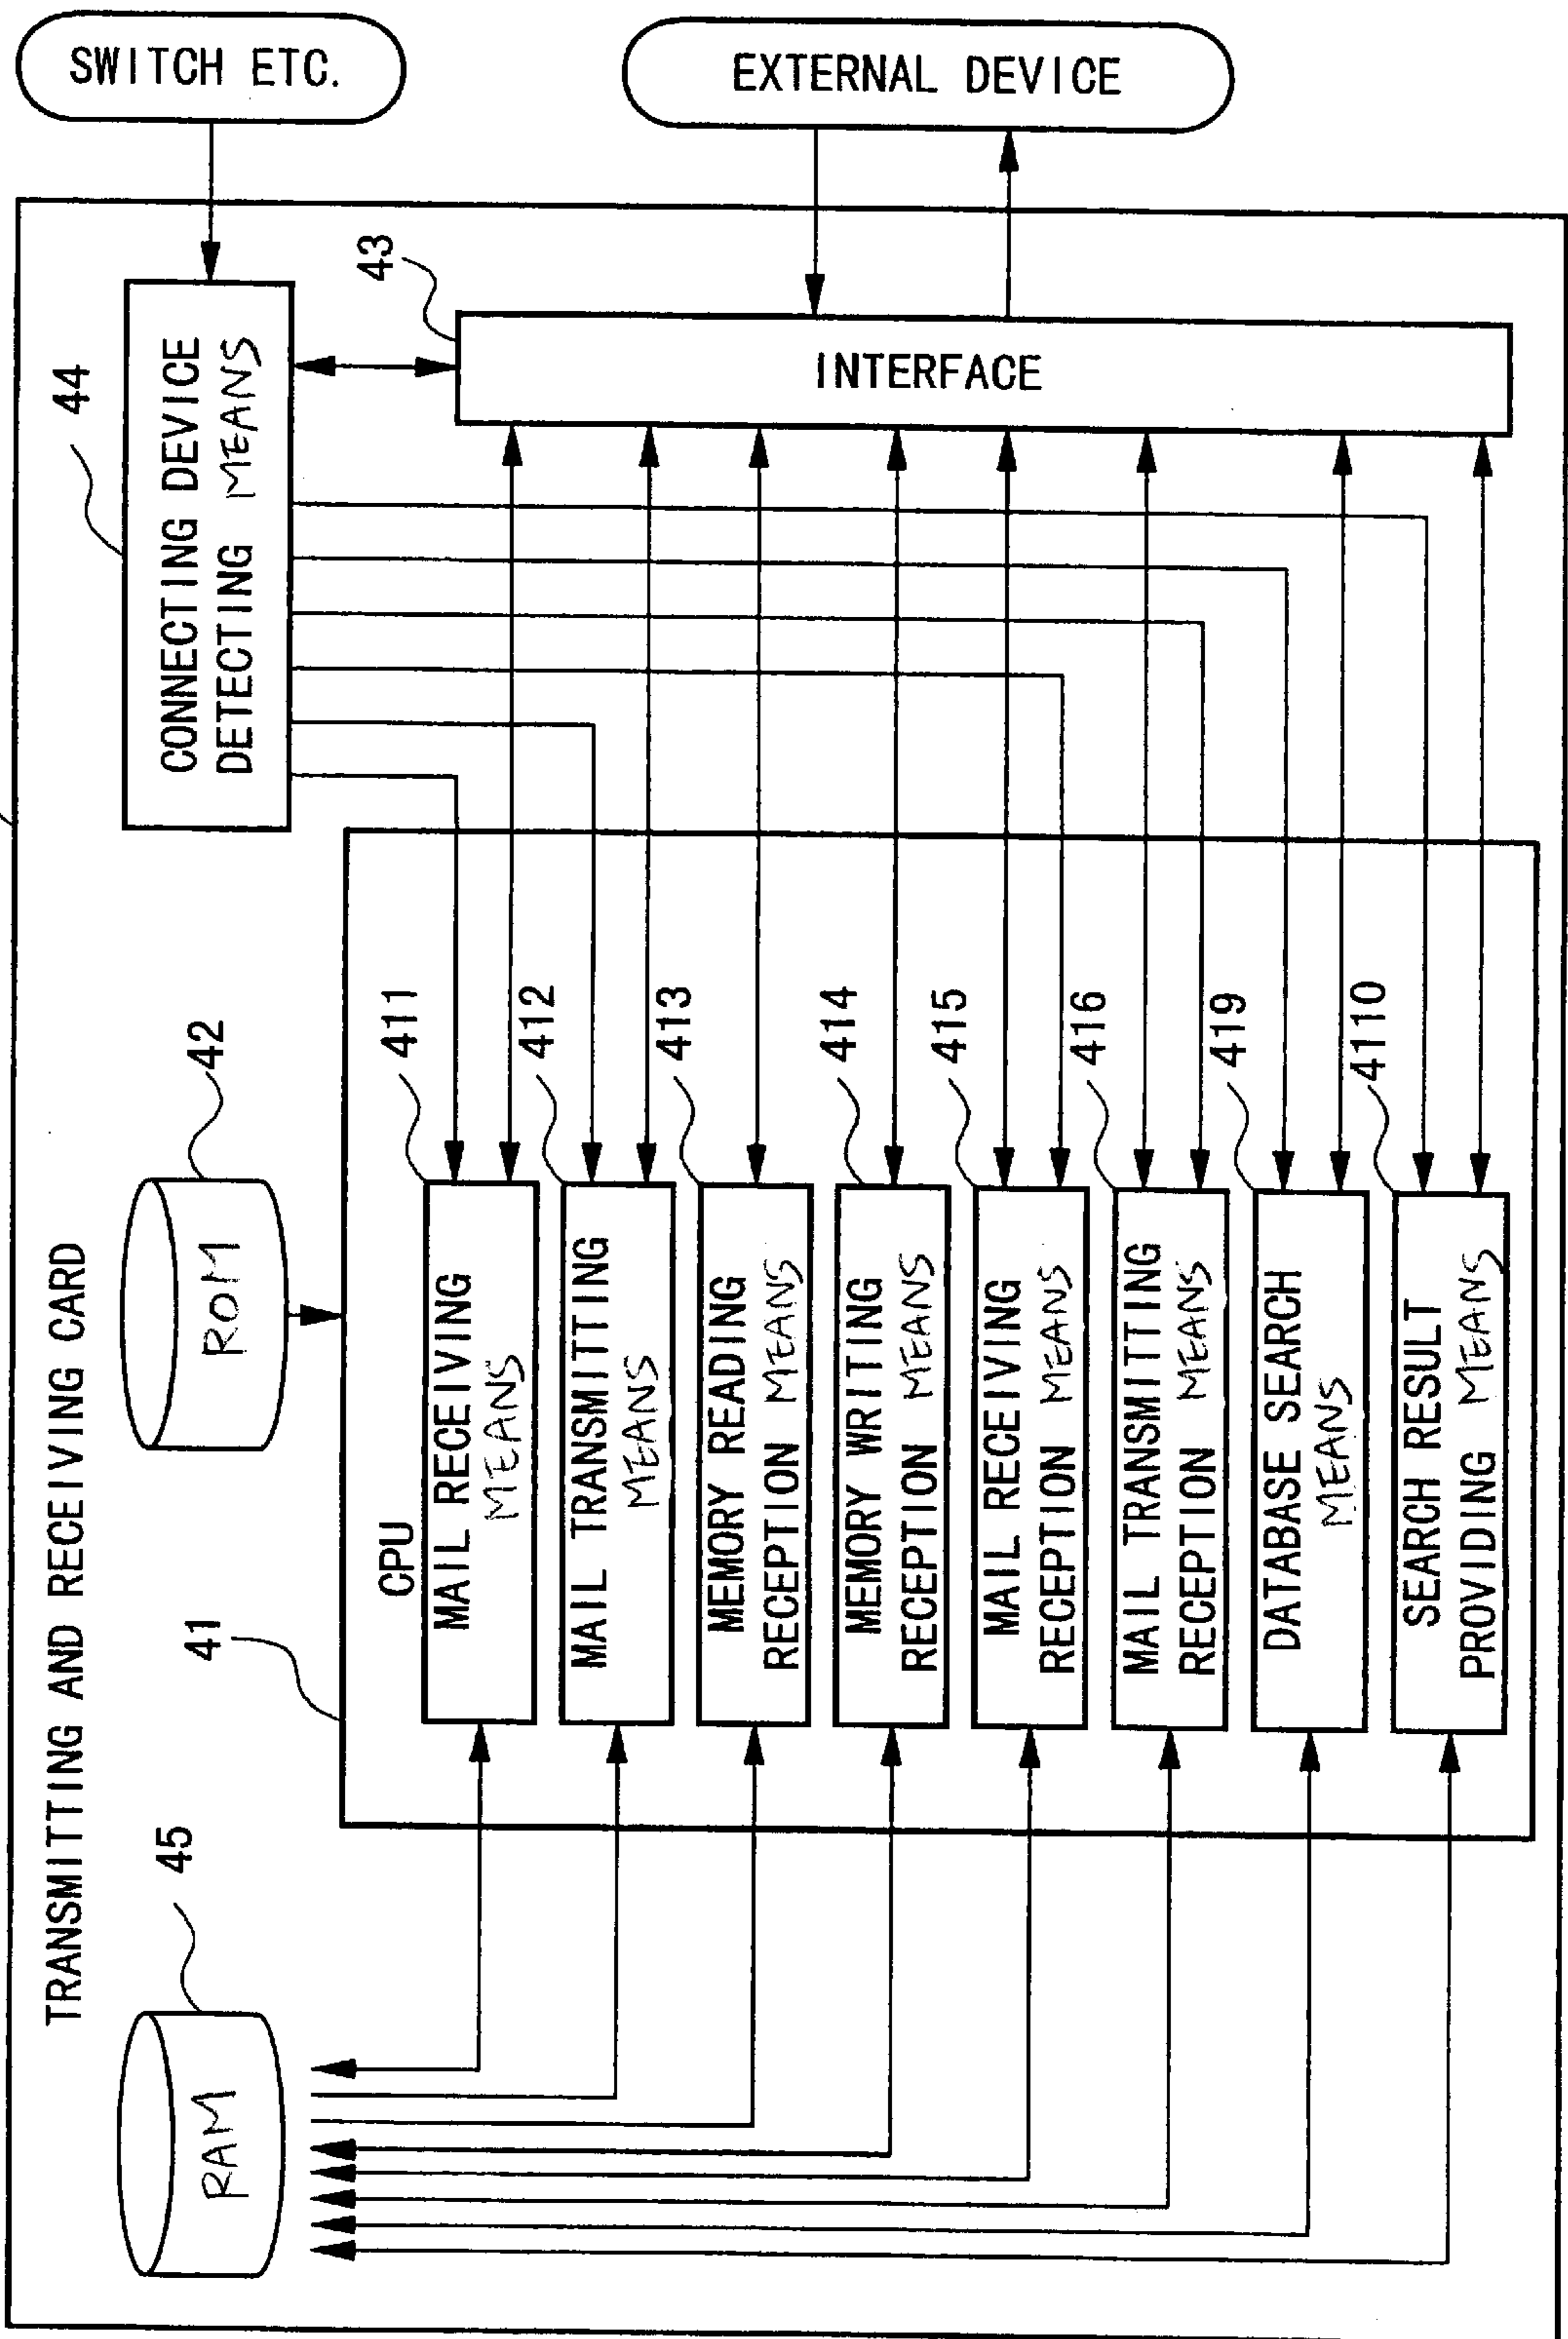 TRANSMITTING AND RECEIVING CARD
SWITCH ETC.
EXTERNAL DEVICE
44
CONNECTING DEVICE
DETECTING MEANS
43
INTERFACE
42
ROM
45
RAM
41
CPU
411
MAIL RECEIVING
MEANS
412
MAIL TRANSMITTING
MEANS
413
MEMORY READING
RECEPTION MEANS
414
MEMORY WRITING
RECEPTION MEANS
415
MAIL RECEIVING
RECEPTION MEANS
416
MAIL TRANSMITTING
RECEPTION MEANS
419
DATABASE SEARCH
MEANS
4110
SEARCH RESULT
PROVIDING MEANS